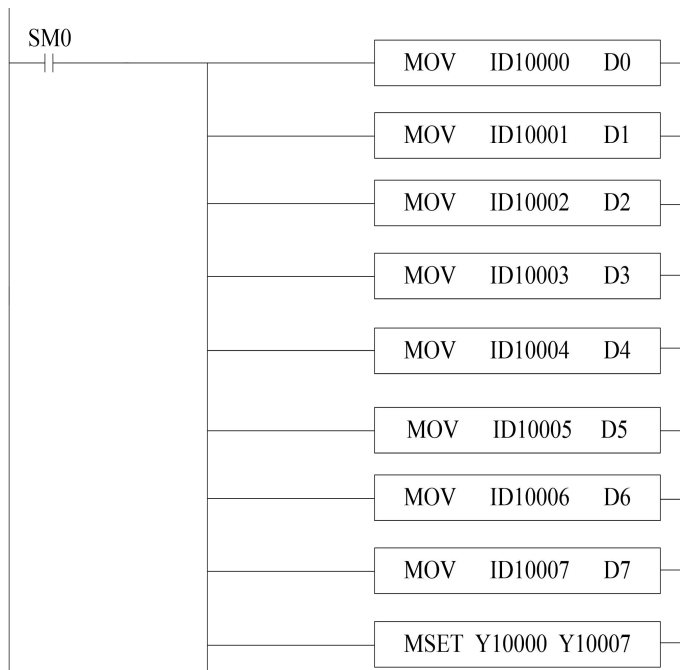 SM0
MOV ID10000 D0
MOV ID10001 D1
MOV ID10002 D2
MOV ID10003 D3
MOV ID10004 D4
MOV ID10005 D5
MOV ID10006 D6
MOV ID10007 D7
MSET Y10000 Y10007